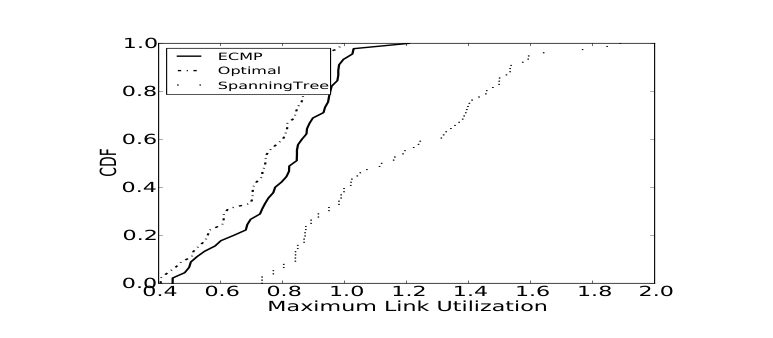 1.0
0.8
0.6
0.4
0.2
0.0
CDF
ECMP
Optimal
SpanningTree
0.4 0.6 0.8 1.0 1.2 1.4 1.6 1.8 2.0
Maximum Link Utilization